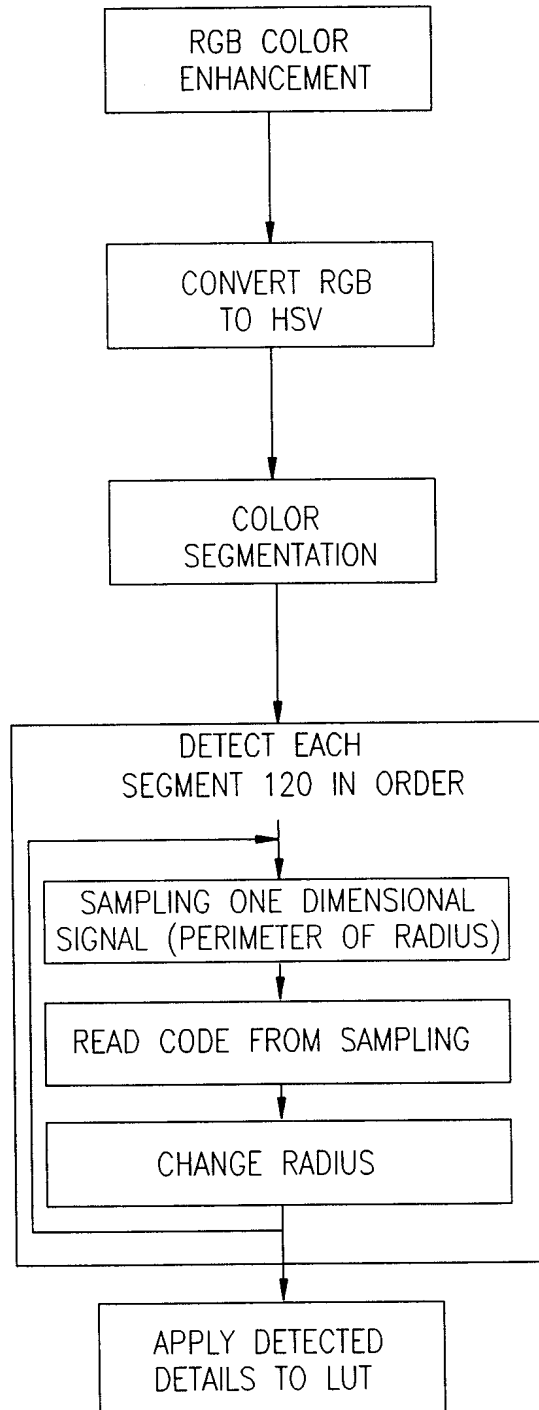 RGB COLOR
ENHANCEMENT
CONVERT RGB
TO HSV
COLOR
SEGMENTATION
DETECT EACH
SEGMENT 120 IN ORDER
SAMPLING ONE DIMENSIONAL
SIGNAL (PERIMETER OF RADIUS)
READ CODE FROM SAMPLING
CHANGE RADIUS
APPLY DETECTED
DETAILS TO LUT